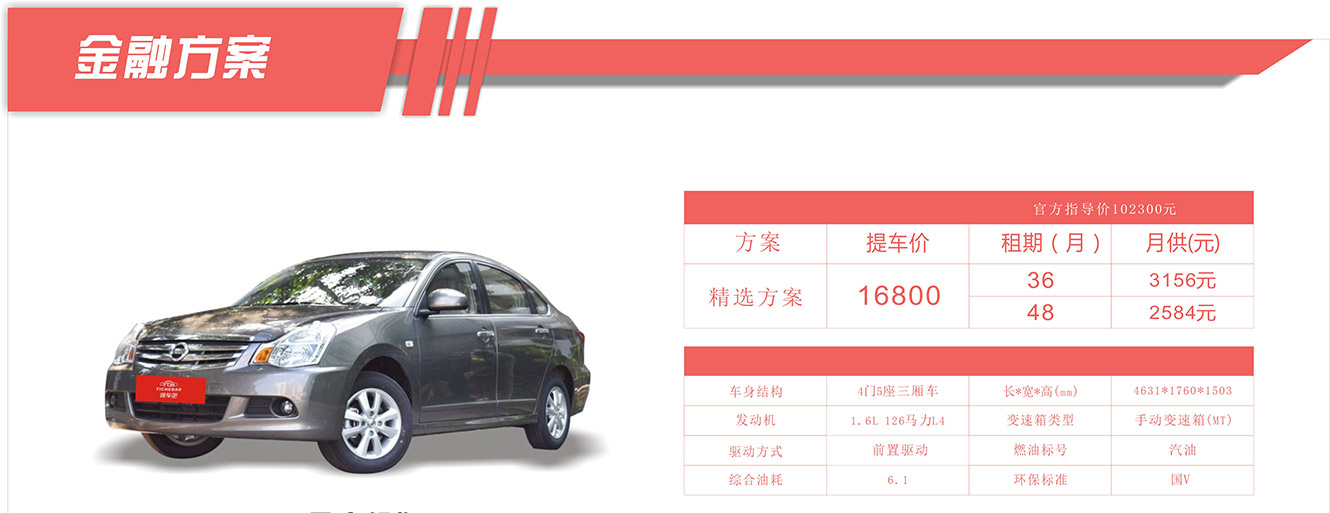 金融方案
官方指导价102300元
方案 提车价 租期（月） 月供(元)
精选方案 16800 36 3156元
48 2584元
车身结构 4门5座三厢车 长*宽*高(mm) 4631*1760*1503
发动机 1.6L 126马力L4 变速箱类型 手动变速箱(MT)
驱动方式 前置驱动 燃油标号 汽油
综合油耗 6.1 环保标准 国V
TICHEBAR
提车吧